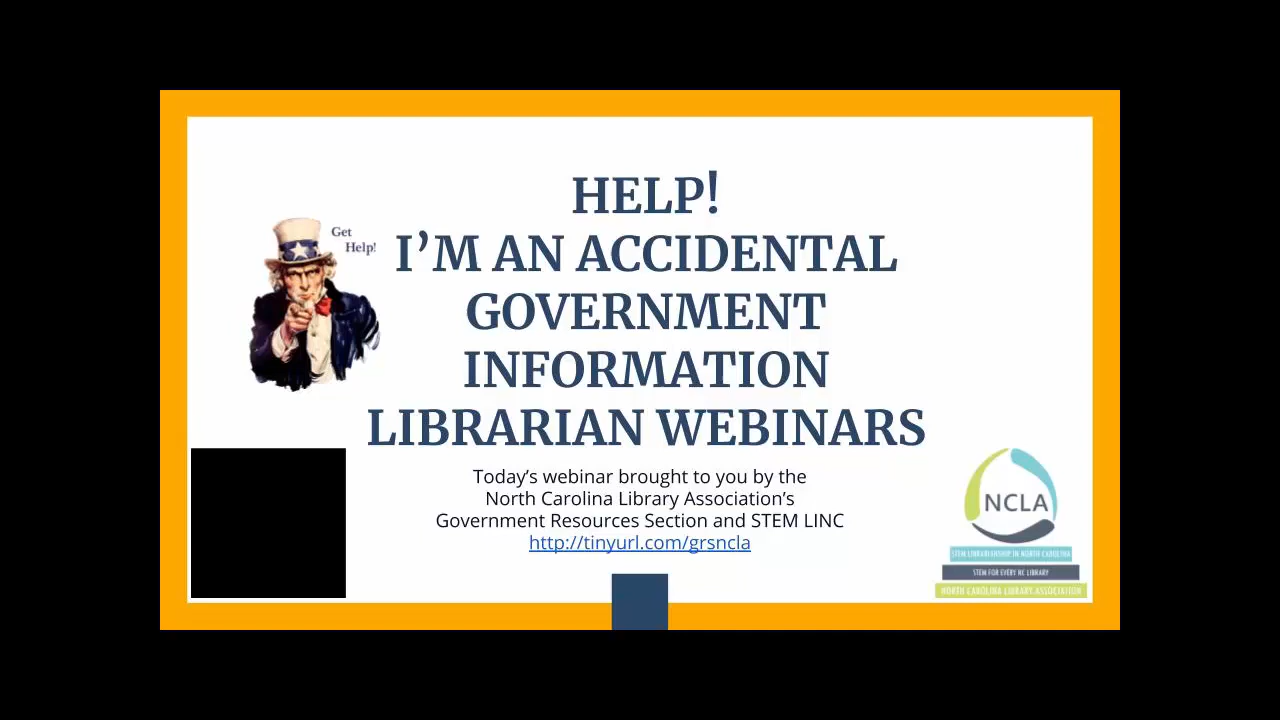 HELP!
I’M AN ACCIDENTAL
GOVERNMENT
INFORMATION
LIBRARIAN WEBINARS
Get
Help!
Today’s webinar brought to you by the
North Carolina Library Association’s
Government Resources Section and STEM LINC
http://tinyurl.com/grsncla
NCLA
STEM LIBRARIANSHIP IN NORTH CAROLINA
STEM FOR EVERY NC LIBRARY
NORTH CAROLINA LIBRARY ASSOCIATION